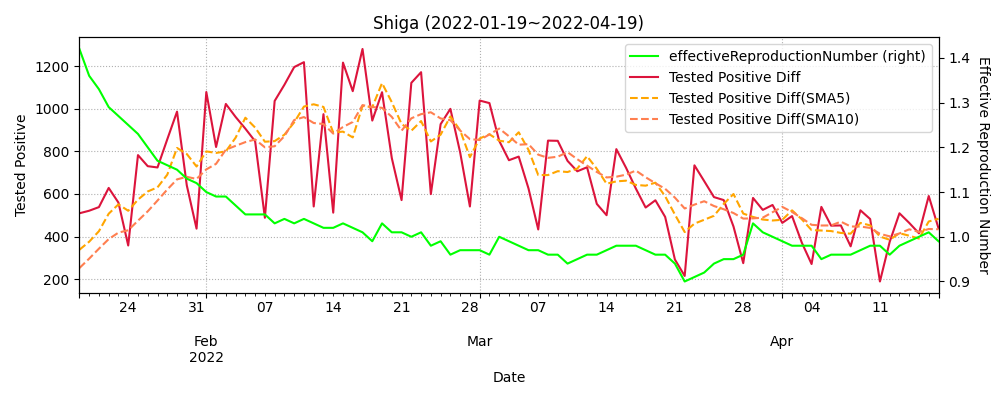 Shiga (2022-01-19~2022-04-19)
effectiveReproductionNumber (right)
Tested Positive Diff
Tested Positive Diff(SMA5)
Tested Positive Diff(SMA10)
Tested Positive
1200
1000
800
600
400
200
Effective Reproduction Number
1.4
1.3
1.2
1.1
1.0
0.9
24 31 07 14 21 28 07 14 21 28 04 11
Feb Mar Apr
2022
Date